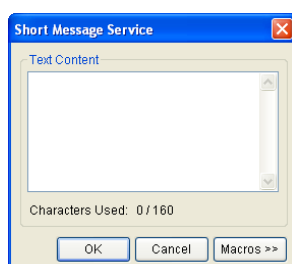 Short Message Service
Text Content
Characters Used: 0 / 160
OK Cancel Macros >>